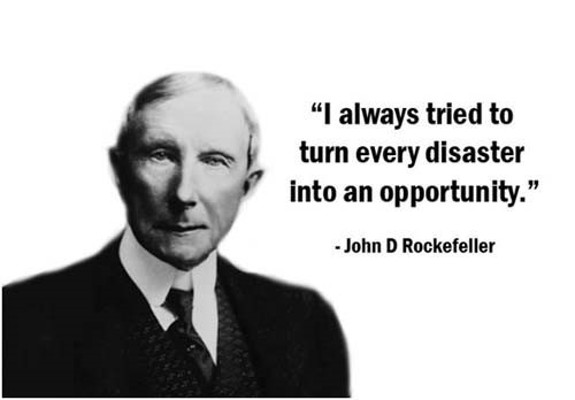 “I always tried to
turn every disaster
into an opportunity.”
- John D Rockefeller